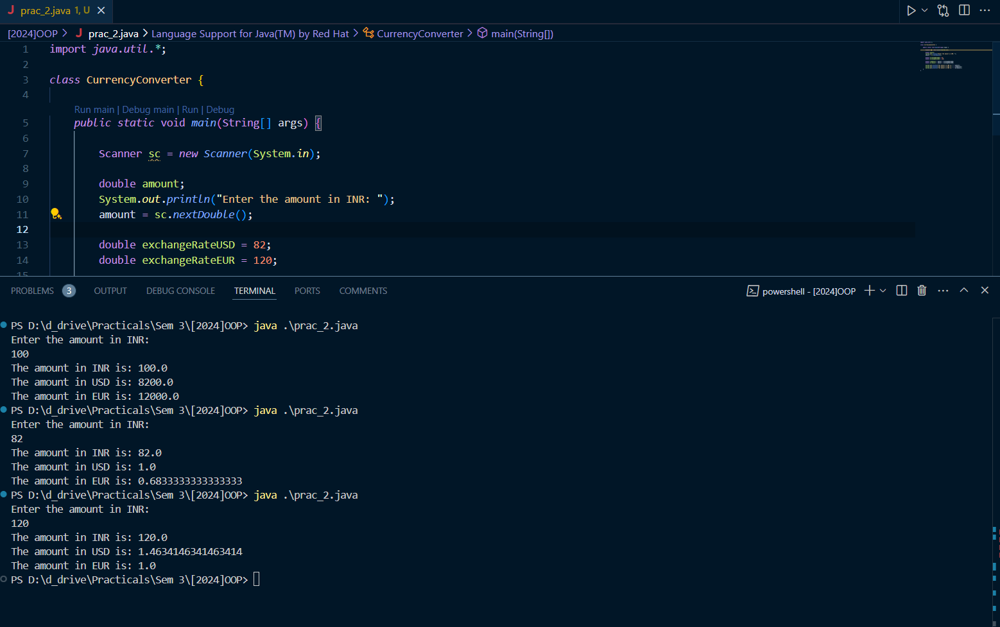 J prac_2.java 1, U
[2024]OOP > J prac_2.java > Language Support for Java(TM) by Red Hat > CurrencyConverter > main(String[])
1 import java.util.*;
2
3 class CurrencyConverter {
4
Run main | Debug main | Run | Debug
5 public static void main(String[] args) {
6
7 Scanner sc = new Scanner(System.in);
8
9 double amount;
10 System.out.println("Enter the amount in INR: ");
11 amount = sc.nextDouble();
12
13 double exchangeRateUSD = 82;
14 double exchangeRateEUR = 120;
15
PROBLEMS 3 OUTPUT DEBUG CONSOLE TERMINAL PORTS COMMENTS powershell - [2024]OOP
PS D:\d_drive\Practicals\Sem 3\[2024]OOP> java .\prac_2.java
Enter the amount in INR:
100
The amount in INR is: 100.0
The amount in USD is: 8200.0
The amount in EUR is: 12000.0
PS D:\d_drive\Practicals\Sem 3\[2024]OOP> java .\prac_2.java
Enter the amount in INR:
82
The amount in INR is: 82.0
The amount in USD is: 1.0
The amount in EUR is: 0.6833333333333333
PS D:\d_drive\Practicals\Sem 3\[2024]OOP> java .\prac_2.java
Enter the amount in INR:
120
The amount in INR is: 120.0
The amount in USD is: 1.4634146341463414
The amount in EUR is: 1.0
PS D:\d_drive\Practicals\Sem 3\[2024]OOP>